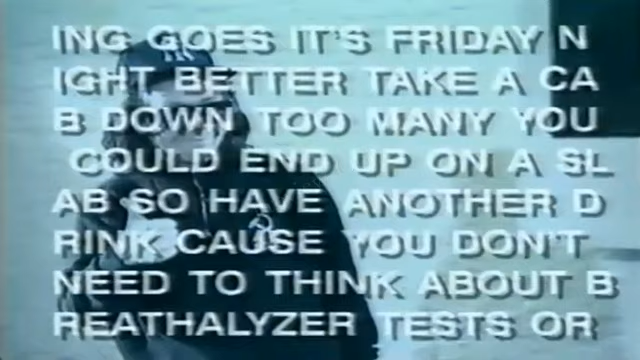 ING GOES IT'S FRIDAY N
IGHT BETTER TAKE A CA
B DOWN TOO MANY YOU
COULD END UP ON A SL
AB SO HAVE ANOTHER D
RINK CAUSE YOU DON'T
NEED TO THINK ABOUT B
REATHALYZER TESTS OR
NY